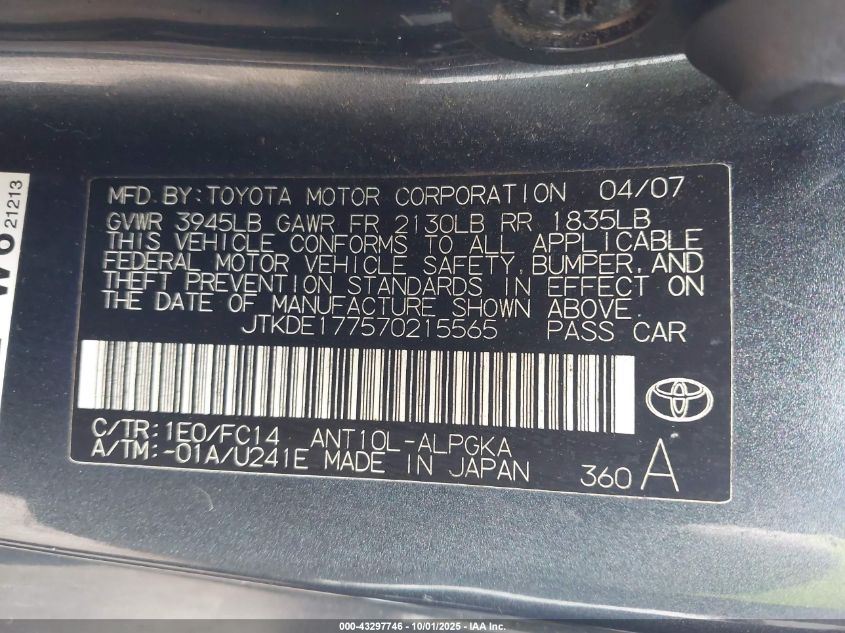 MFD.BY:TOYOTA MOTOR CORPORATION 04/07
GVWR 3945LB GAWR FR 2130LB RR 1835LB
THIS VEHICLE CONFORMS TO ALL APPLICABLE
FEDERAL MOTOR VEHICLE SAFETY, BUMPER, AND
THEFT PREVENTION STANDARDS IN EFFECT ON
THE DATE OF MANUFACTURE SHOWN ABOVE.
JTKDE177570215565 PASS CAR
C/TR:1E0/FC14 ANT10L-ALPGKA
A/TM:-01A/U241E MADE IN JAPAN 360 A
21213
000-43297746 - 10/01/2025 - IAA Inc.